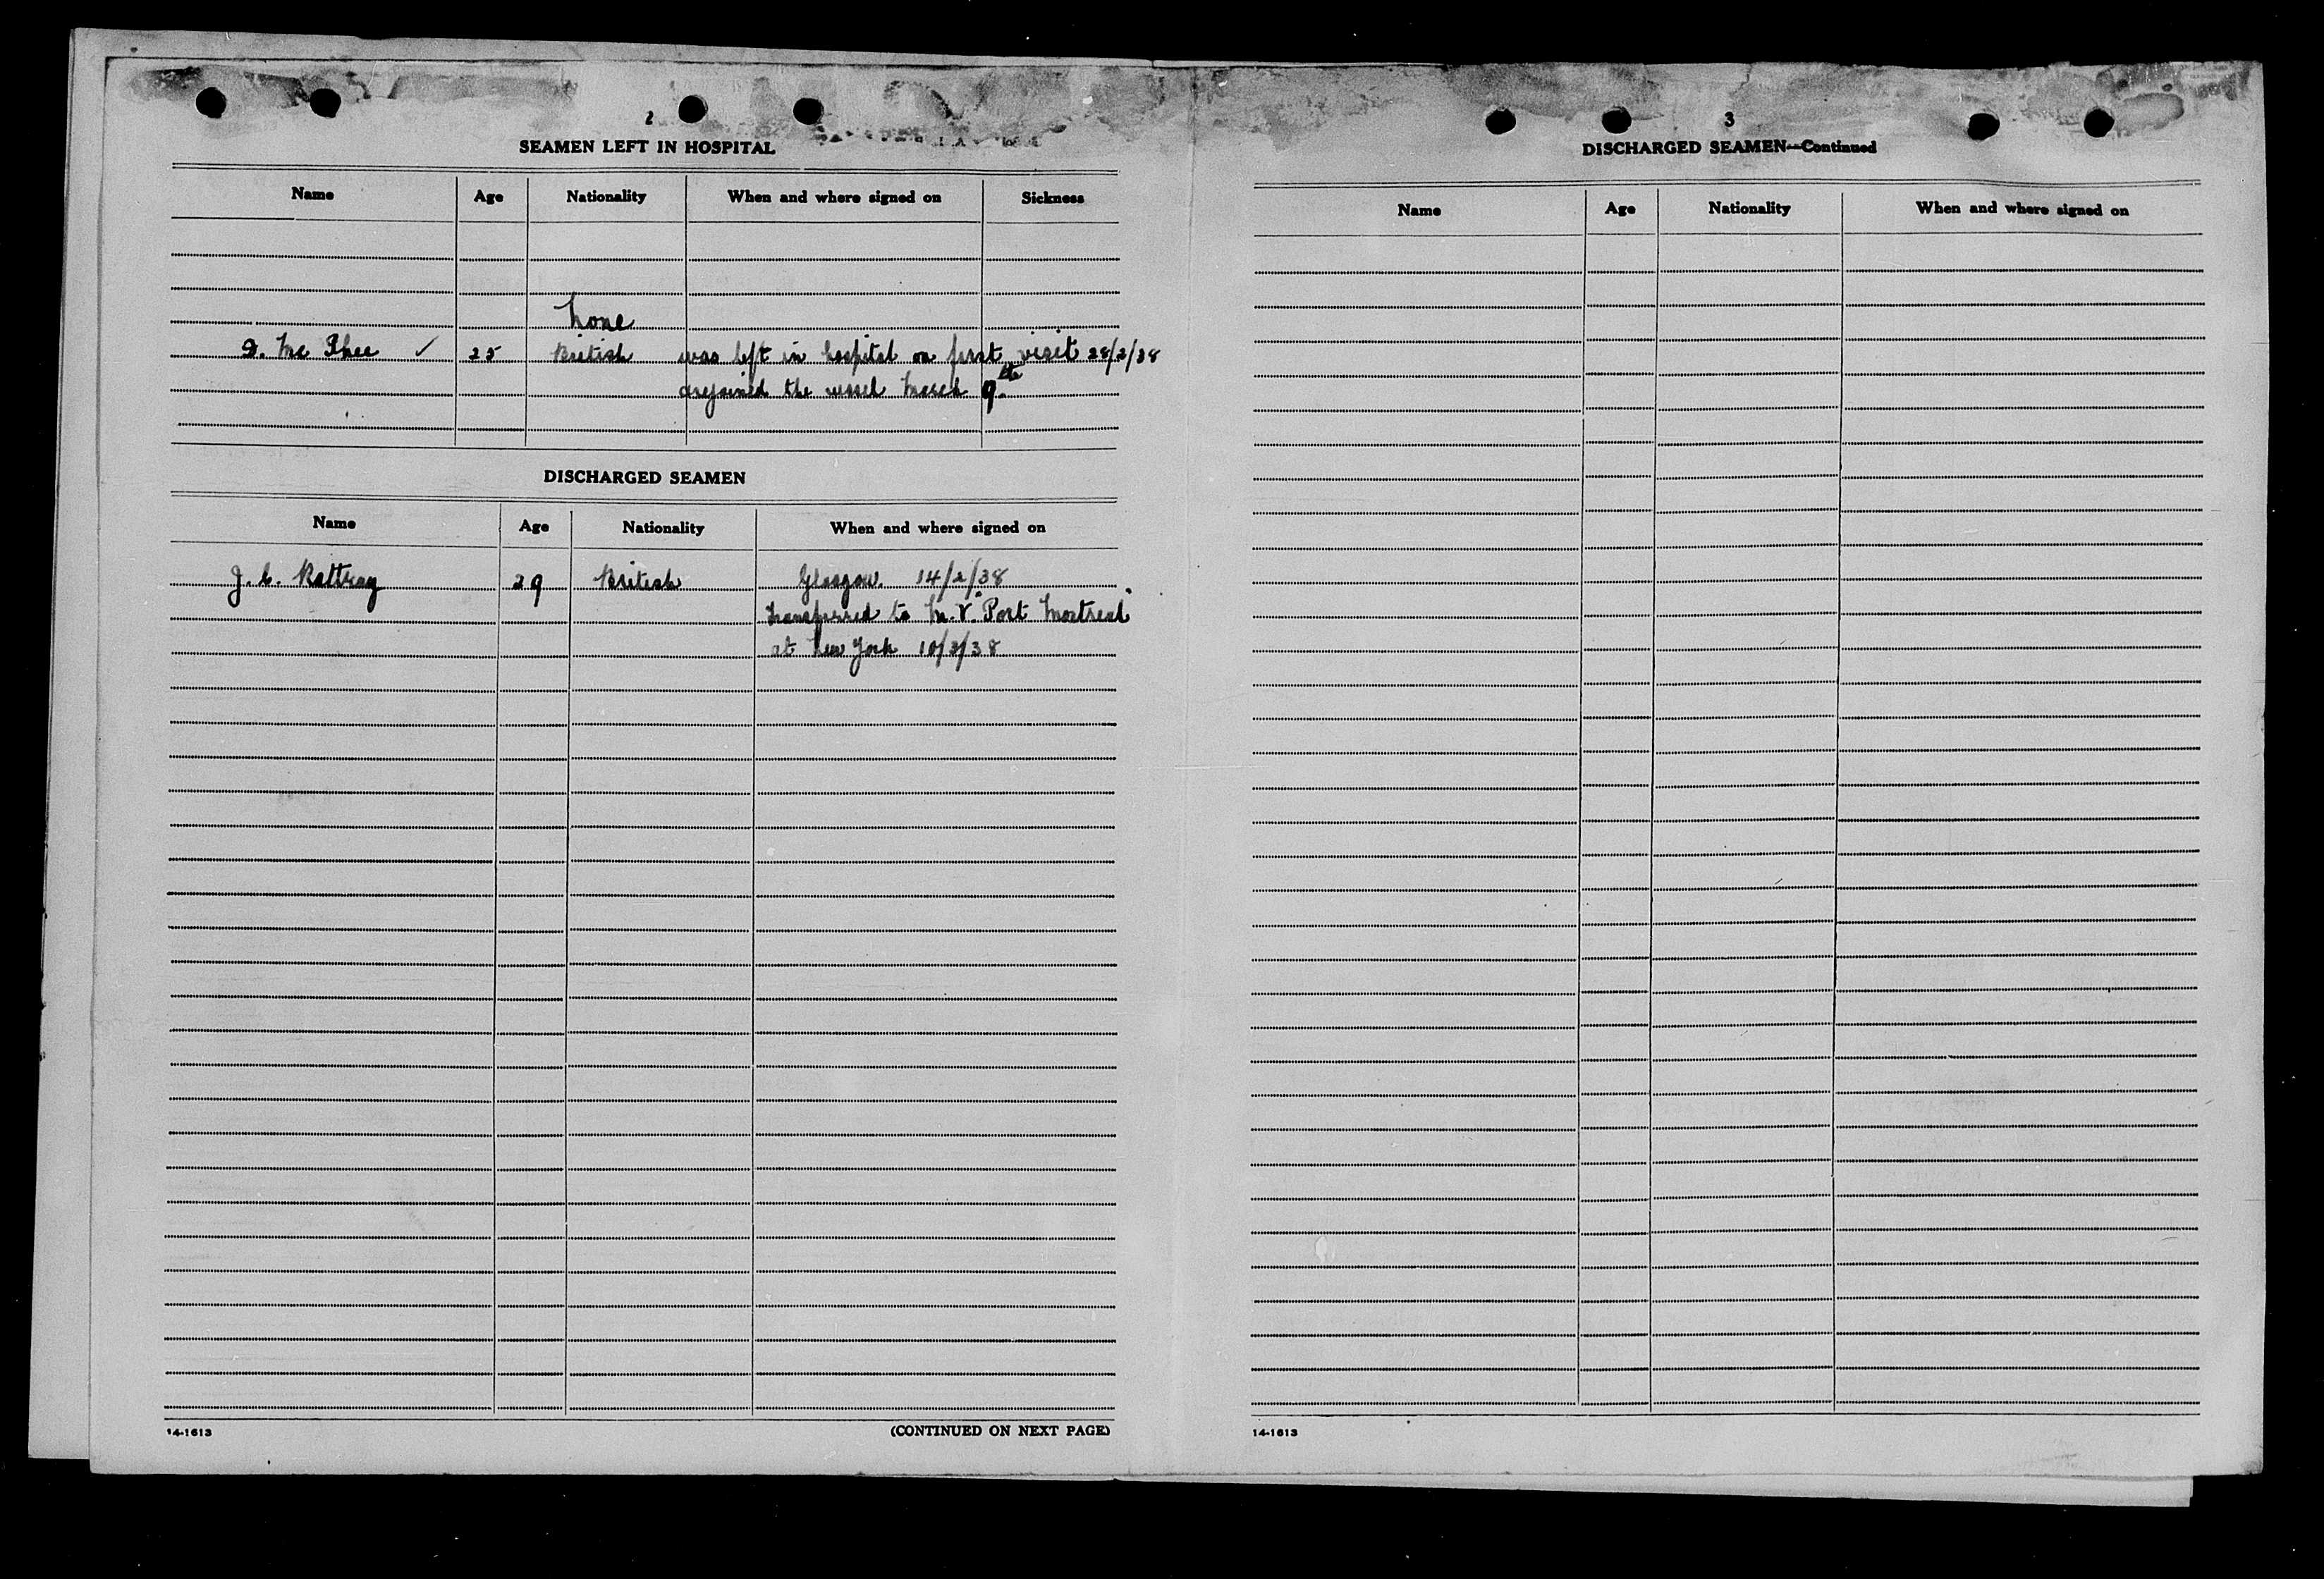 2
SEAMEN LEFT IN HOSPITAL
Name Age Nationality When and where signed on Sickness
None
D. Mc Phee ✓ 25 British was left in hospital on first visit 28/2/38
& rejoined the vessel March 9th
DISCHARGED SEAMEN
Name Age Nationality When and where signed on
J. C. Rattray 29 British Glasgow. 14/2/38
transferred to M.V. "Port Montreal"
at New York 10/3/38
14-1613 (CONTINUED ON NEXT PAGE)
3
DISCHARGED SEAMEN—Continued
Name Age Nationality When and where signed on
14-1613